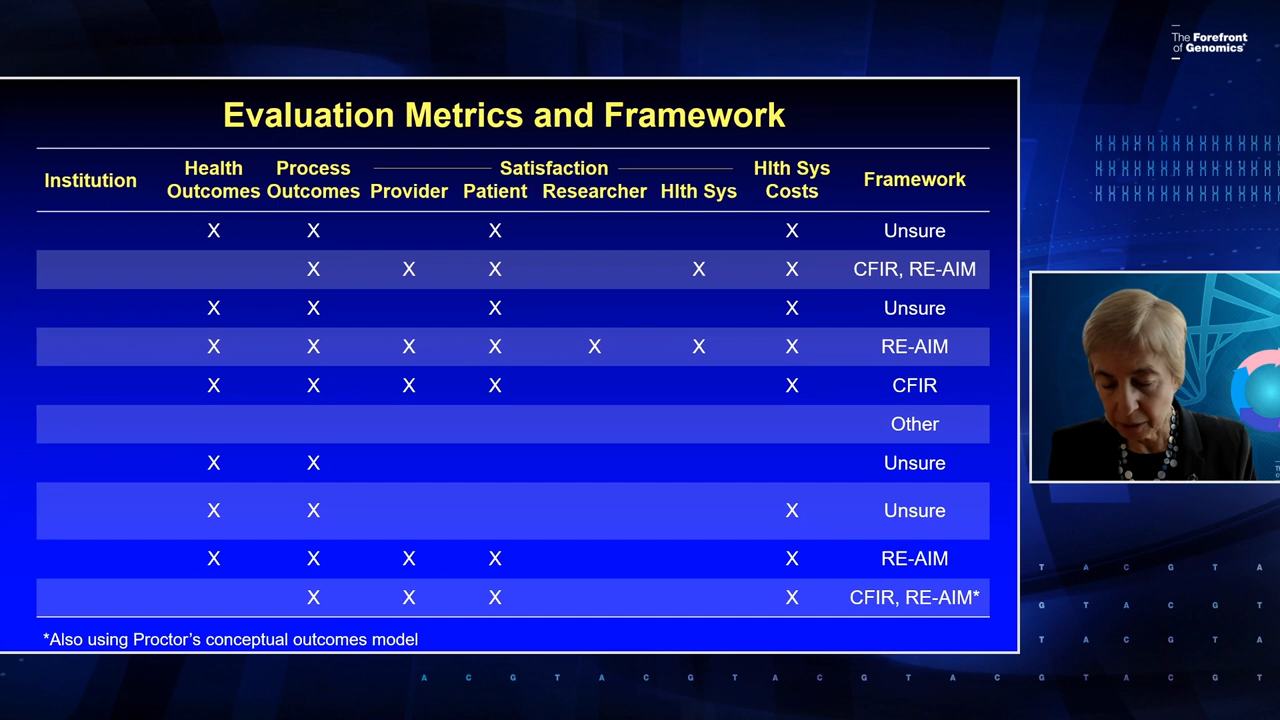 The Forefront
of Genomics®
Evaluation Metrics and Framework
Institution Health Outcomes Process Outcomes Satisfaction Provider Patient Researcher Hlth Sys Hlth Sys Costs Framework
X X X X Unsure
X X X X X CFIR, RE-AIM
X X X X Unsure
X X X X X X X RE-AIM
X X X X X CFIR
Other
X X Unsure
X X X Unsure
X X X X X RE-AIM
X X X X CFIR, RE-AIM*
*Also using Proctor's conceptual outcomes model
T A C G T A
G T A C G T
T A C G T A
A C G T A C G T A C G T A C G T A C G T